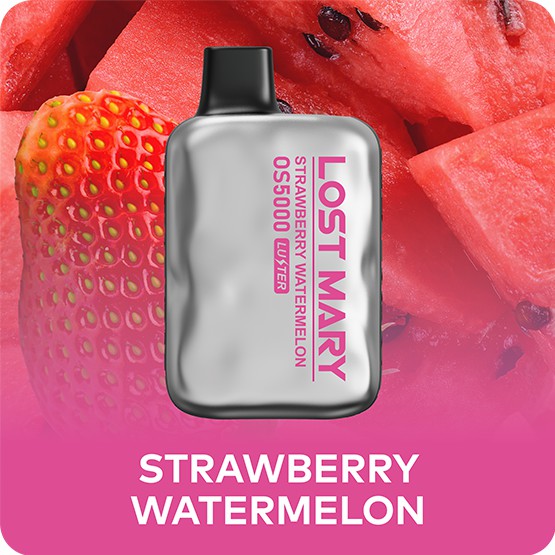 LOST MARY
STRAWBERRY WATERMELON
OS5000 LUSTER
STRAWBERRY
WATERMELON